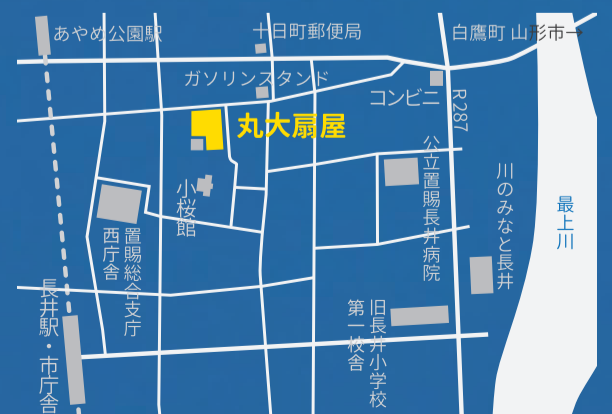 あやめ公園駅
十日町郵便局
白鷹町 山形市→
ガソリンスタンド
コンビニ
R287
丸大扇屋
公立置賜長井病院
川のみなと長井
最上川
小桜館
置賜総合支庁
西庁舎
長井駅・市庁舎
旧長井小学校
第一校舎